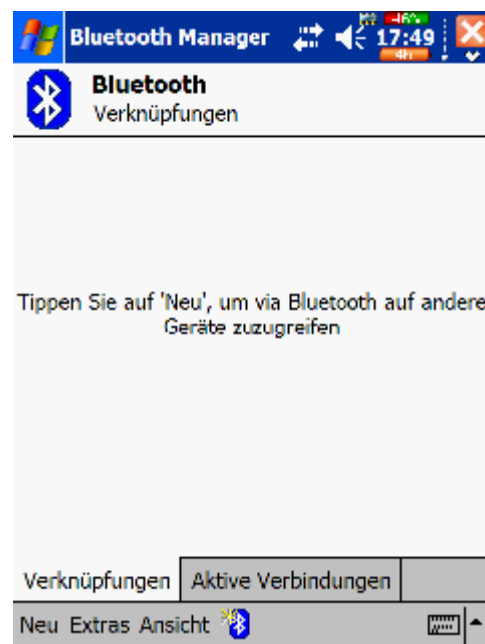 Bluetooth Manager 17:49
Bluetooth
Verknüpfungen
Tippen Sie auf 'Neu', um via Bluetooth auf andere
Geräte zuzugreifen
Verknüpfungen Aktive Verbindungen
Neu Extras Ansicht